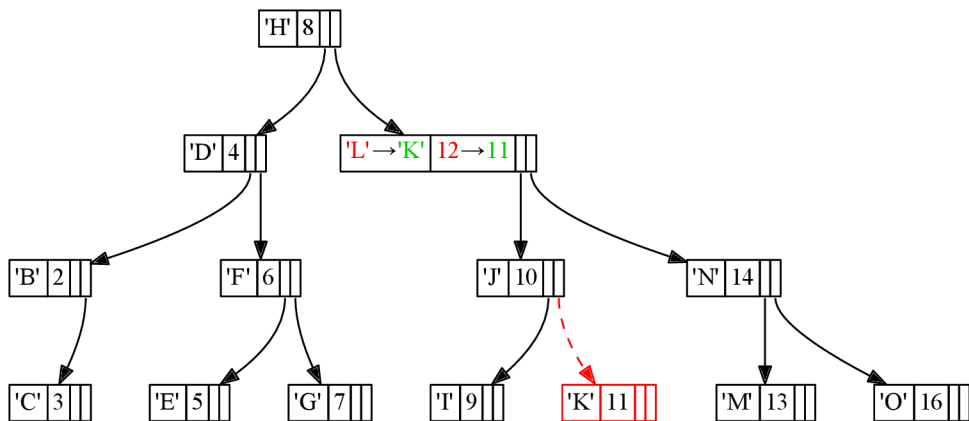 'H' 8
'D' 4
'L'→'K' 12→11
'B' 2
'F' 6
'J' 10
'N' 14
'C' 3
'E' 5
'G' 7
'I' 9
'K' 11
'M' 13
'O' 16